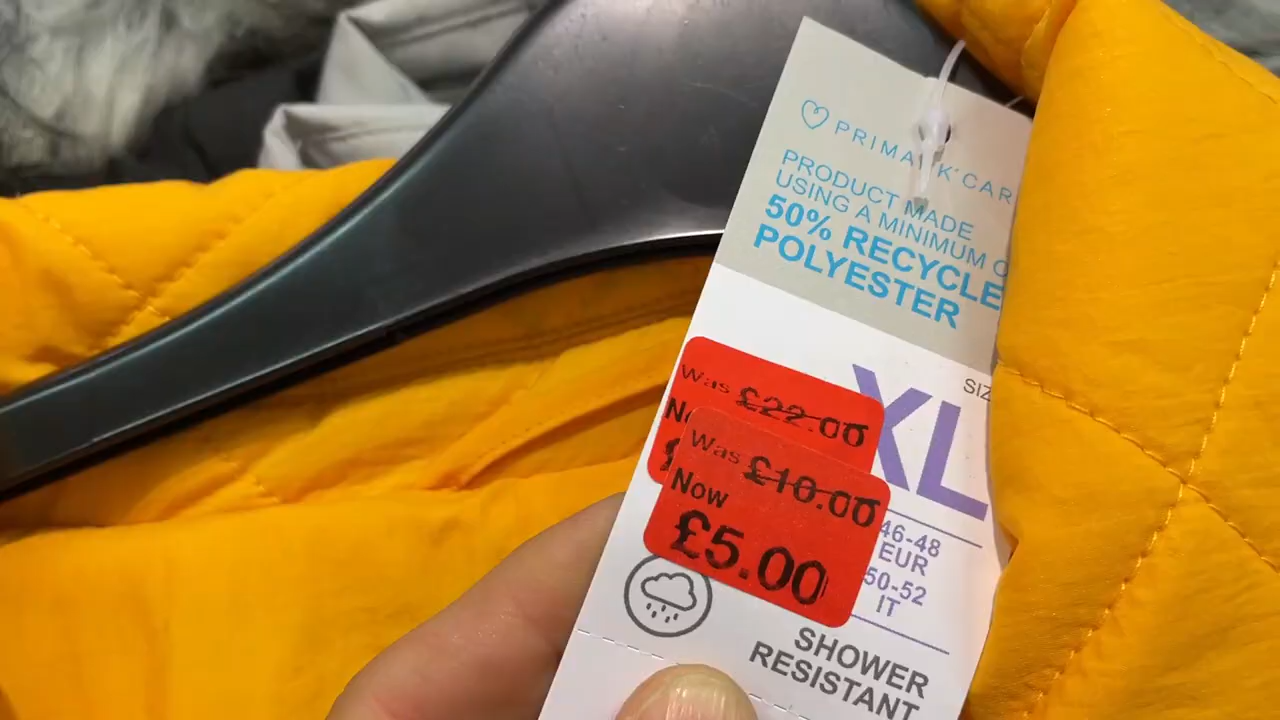 PRIMARK CAR
PRODUCT MADE
USING A MINIMUM
50% RECYCLE
POLYESTER
SIZ
XL
Was £22.00
Was £10.00
Now
£5.00
46-48
EUR
50-52
IT
SHOWER
RESISTANT